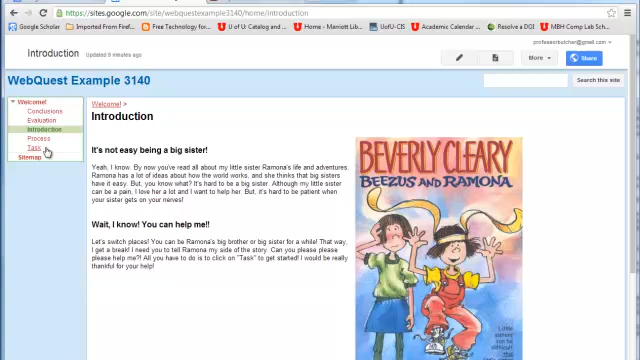 https://sites.google.com/site/webquestexample3140/home/introduction
Google Scholar
Imported From Firefox
Free Technology for...
U of U: Catalog and
Home - Marriott Lib
UofU-CIS
Academic Calendar
Resolve a DOI
MBH Comp Lab Sche
Introduction
Updated 9 minutes ago
professorbutcher@gmail.com
More
Share
WebQuest Example 3140
Search this site
Welcome!
Conclusions
Evaluation
Introduction
Process
Task
Sitemap
Welcome! >
Introduction
It's not easy being a big sister!
Yeah, I know. By now you've read all about my little sister Ramona's life and adventures.
Ramona has a lot of ideas about how the world works, and she thinks that big sisters
have it easy. But, you know what? It's hard to be a big sister. Although my little sister
can be a pain, I love her a lot and I want to help her. But, it's hard to be patient when
your sister gets on your nerves!
Wait, I know! You can help me!!
Let's switch places! You can be Ramona's big brother or big sister for a while! That way,
I get a break! I need you to tell Ramona my side of the story. Can you please please
please help me?! All you have to do is to click on "Task" to get started! I would be really
thankful for your help!
BEVERLY CLEARY
BEEZUS AND RAMONA
Little
sisters
can be
difficult